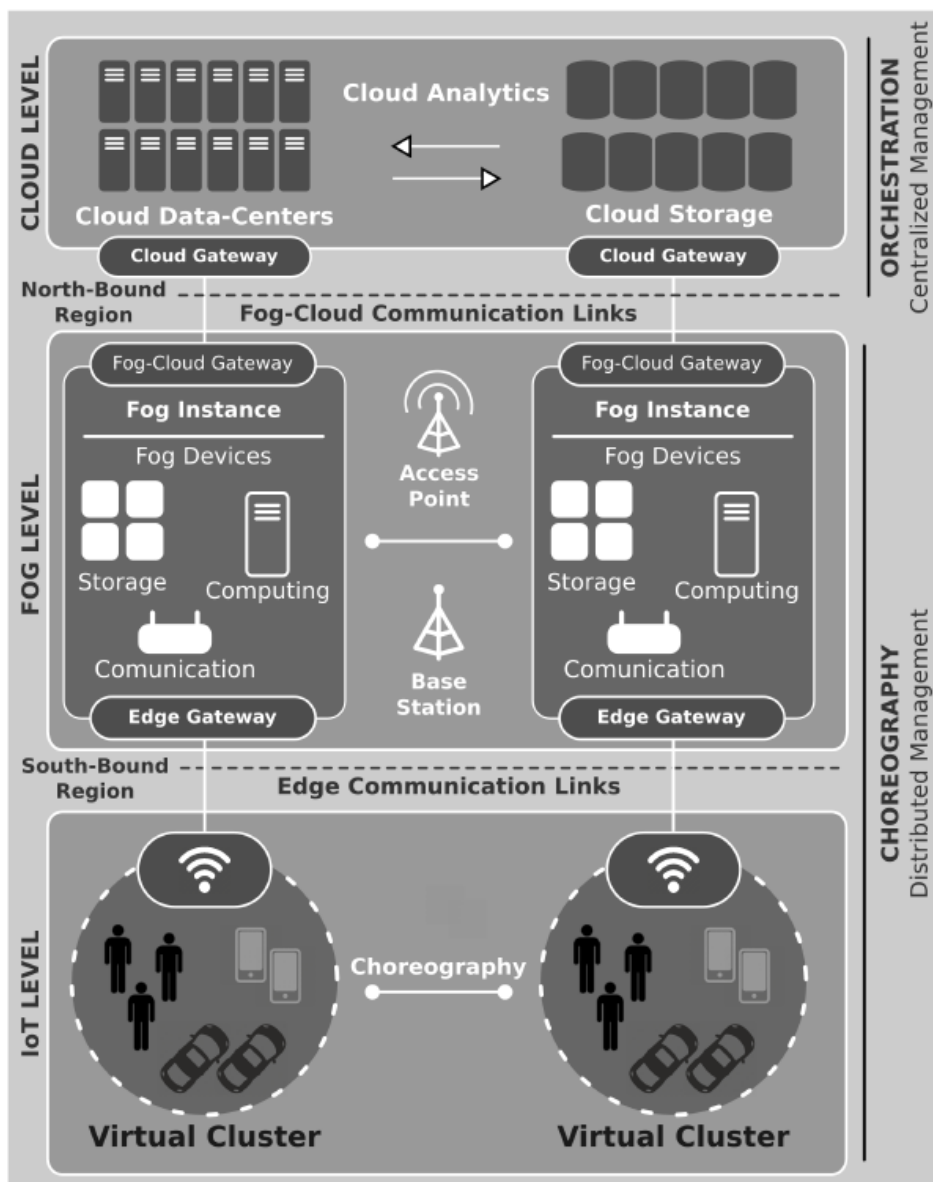 CLOUD LEVEL
Cloud Analytics
Cloud Data-Centers
Cloud Storage
Cloud Gateway
Cloud Gateway
ORCHESTRATION
Centralized Management
North-Bound
Region
Fog-Cloud Communication Links
FOG LEVEL
Fog-Cloud Gateway
Fog Instance
Fog Devices
Storage
Computing
Comunication
Edge Gateway
Access
Point
Base
Station
Fog-Cloud Gateway
Fog Instance
Fog Devices
Storage
Computing
Comunication
Edge Gateway
South-Bound
Region
Edge Communication Links
CHOREOGRAPHY
Distributed Management
IoT LEVEL
Choreography
Virtual Cluster
Virtual Cluster